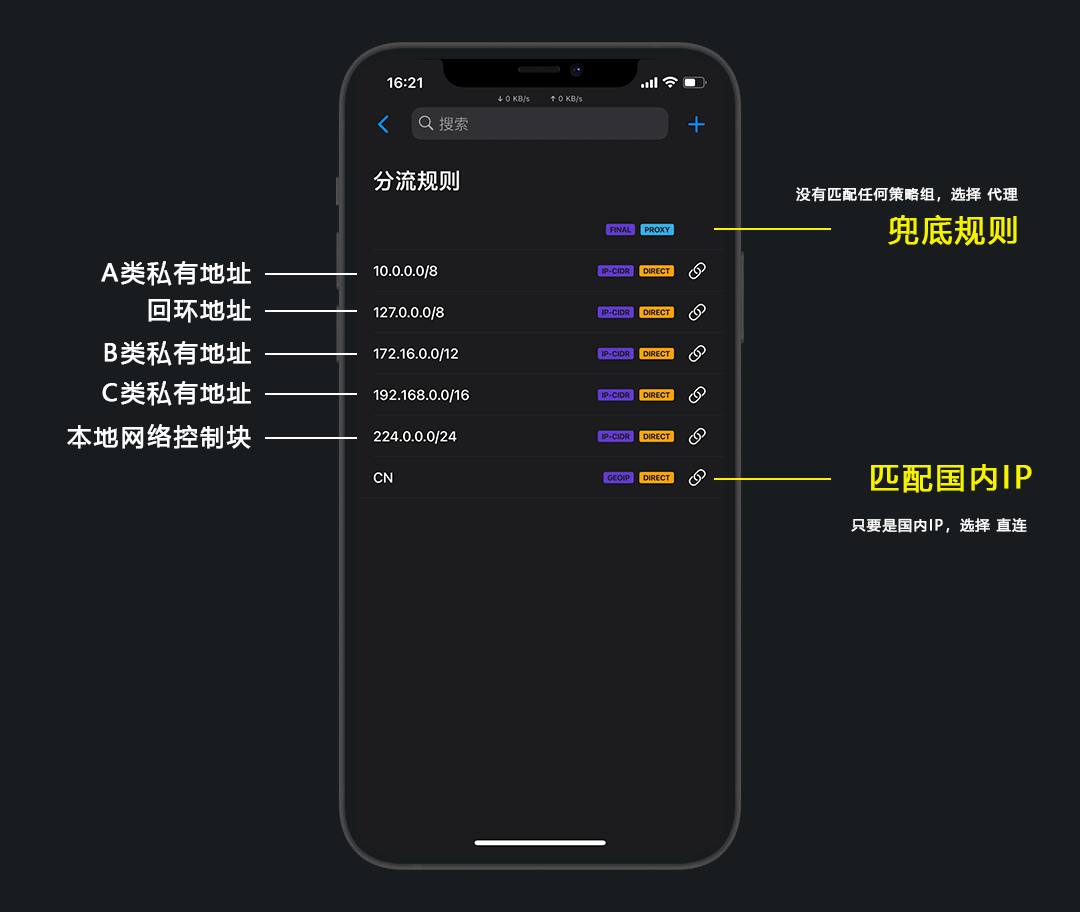 16:21
↓ 0 KB/s ↑ 0 KB/s
搜索
分流规则
没有匹配任何策略组，选择 代理
兜底规则
FINAL PROXY
A类私有地址
10.0.0.0/8 IP-CIDR DIRECT
回环地址
127.0.0.0/8 IP-CIDR DIRECT
B类私有地址
172.16.0.0/12 IP-CIDR DIRECT
C类私有地址
192.168.0.0/16 IP-CIDR DIRECT
本地网络控制块
224.0.0.0/24 IP-CIDR DIRECT
CN GEOIP DIRECT
匹配国内IP
只要是国内IP，选择 直连